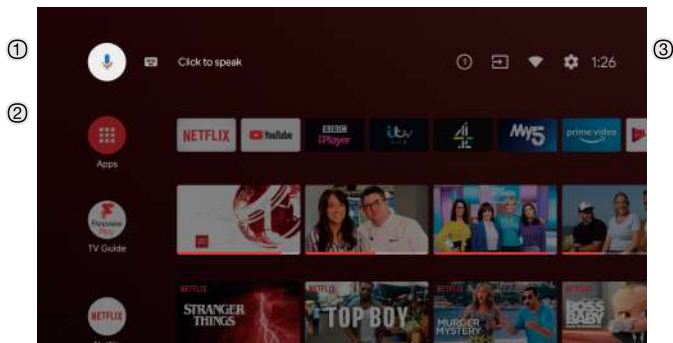 ① Click to speak 1:26 ③
②
NETFLIX YouTube BBC iPlayer itv HUB 4 My5 prime video
Apps
Freeview Play
TV Guide
NETFLIX NETFLIX NETFLIX NETFLIX NETFLIX
STRANGER THINGS TOP BOY MURDER MYSTERY BOSS BABY